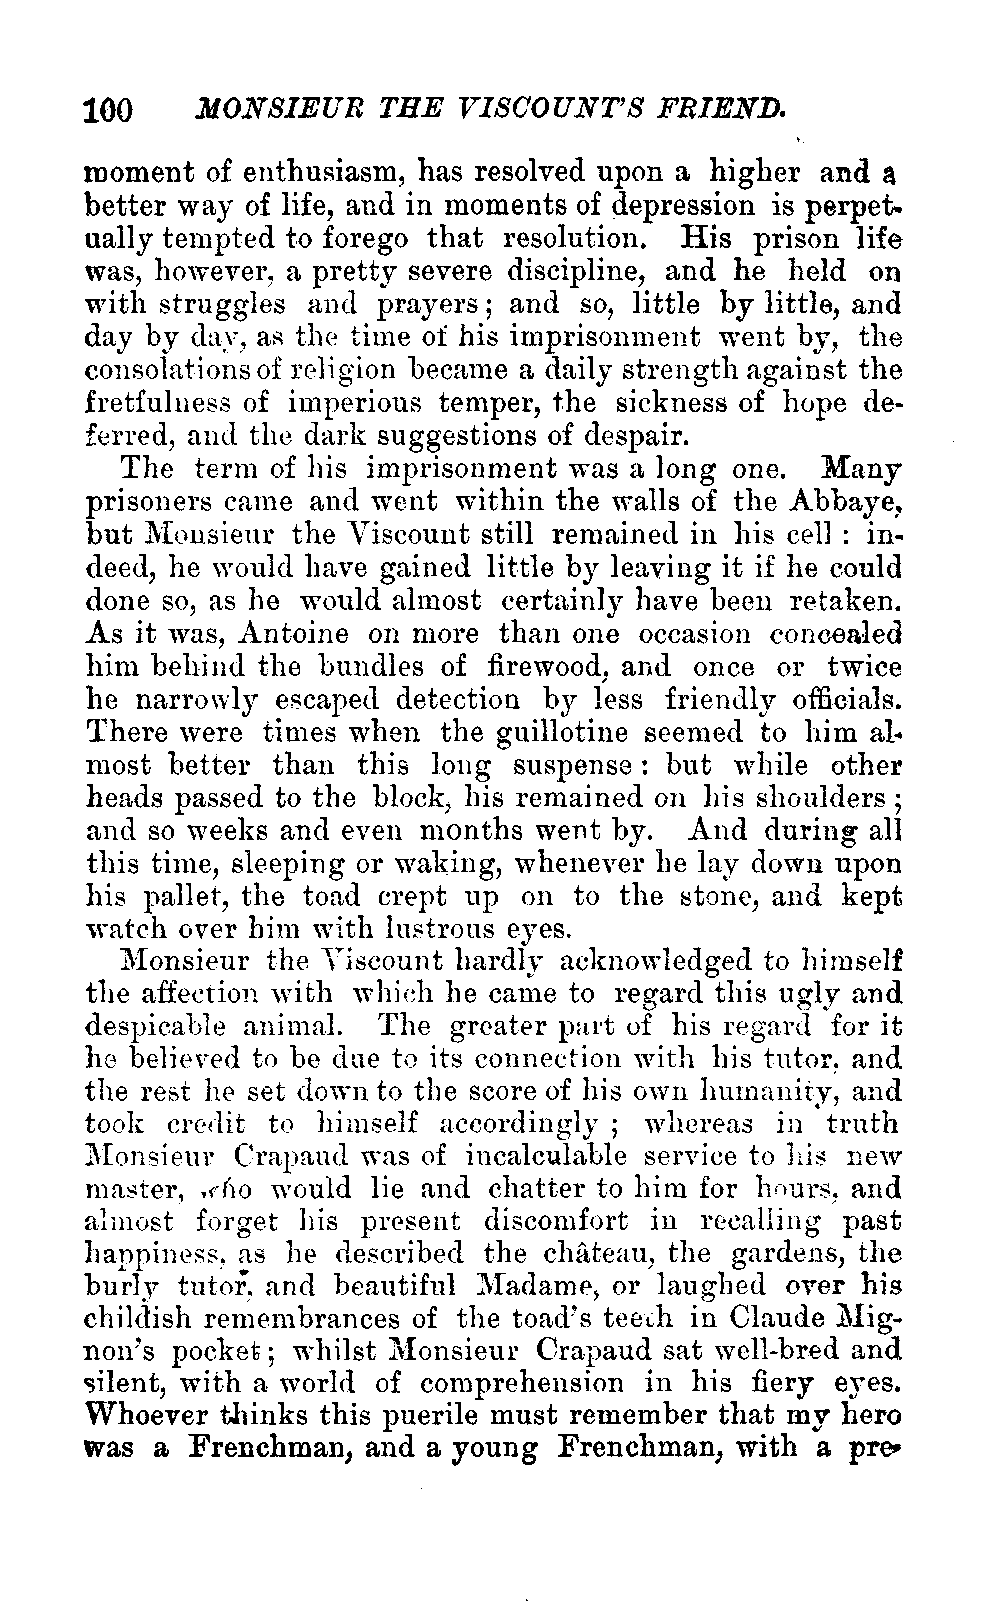 100 MONSIEUR THE VISCOUNT'S FRIEND.
moment of enthusiasm, has resolved upon a higher and a
better way of life, and in moments of depression is perpet-
ually tempted to forego that resolution. His prison life
was, however, a pretty severe discipline, and he held on
with struggles and prayers; and so, little by little, and
day by day, as the time of his imprisonment went by, the
consolations of religion became a daily strength against the
fretfulness of imperious temper, the sickness of hope de-
ferred, and the dark suggestions of despair.
The term of his imprisonment was a long one. Many
prisoners came and went within the walls of the Abbaye,
but Monsieur the Viscount still remained in his cell : in-
deed, he would have gained little by leaving it if he could
done so, as he would almost certainly have been retaken.
As it was, Antoine on more than one occasion concealed
him behind the bundles of firewood, and once or twice
he narrowly escaped detection by less friendly officials.
There were times when the guillotine seemed to him al-
most better than this long suspense : but while other
heads passed to the block, his remained on his shoulders ;
and so weeks and even months went by. And during all
this time, sleeping or waking, whenever he lay down upon
his pallet, the toad crept up on to the stone, and kept
watch over him with lustrous eyes.
Monsieur the Viscount hardly acknowledged to himself
the affection with which he came to regard this ugly and
despicable animal. The greater part of his regard for it
he believed to be due to its connection with his tutor, and
the rest he set down to the score of his own humanity, and
took credit to himself accordingly ; whereas in truth
Monsieur Crapaud was of incalculable service to his new
master, who would lie and chatter to him for hours, and
almost forget his present discomfort in recalling past
happiness, as he described the château, the gardens, the
burly tutor, and beautiful Madame, or laughed over his
childish remembrances of the toad's teeth in Claude Mig-
non's pocket; whilst Monsieur Crapaud sat well-bred and
silent, with a world of comprehension in his fiery eyes.
Whoever thinks this puerile must remember that my hero
was a Frenchman, and a young Frenchman, with a pre-